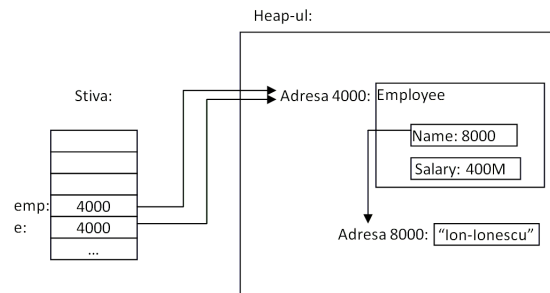 Heap-ul:
Stiva:
Adresa 4000: Employee
Name: 8000
Salary: 400M
emp: 4000
e: 4000
...
Adresa 8000: "Ion-Ionescu"